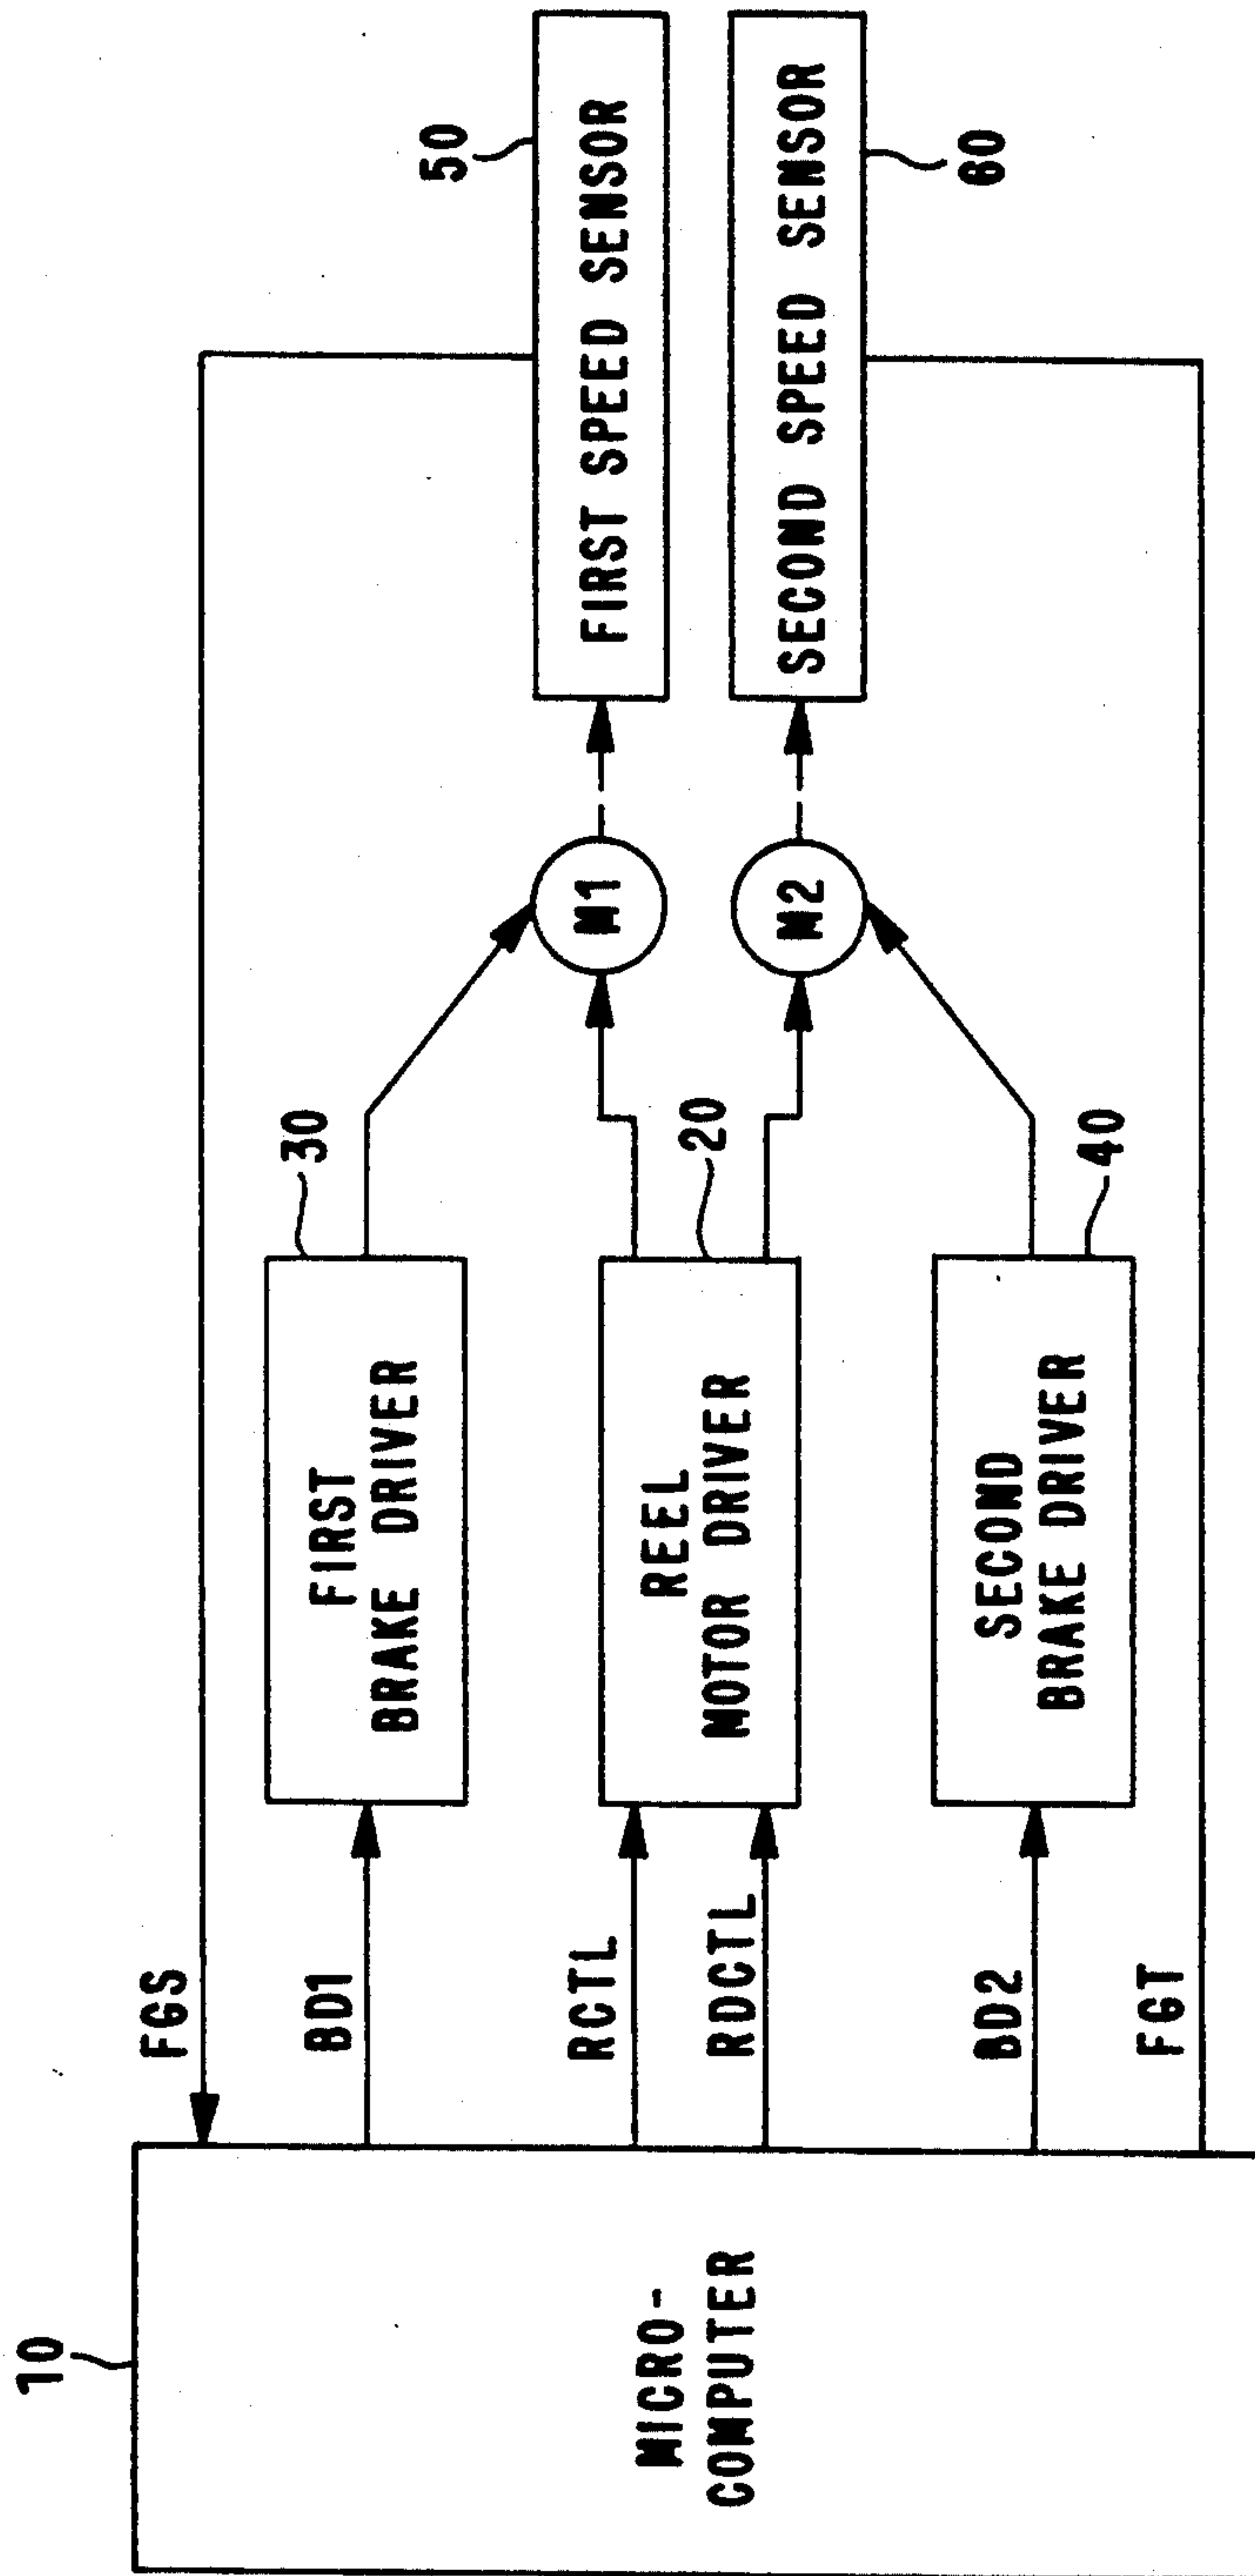 10
MICRO-
COMPUTER
FGS
BD1
RCTL
RDCTL
BD2
FGT
FIRST
BRAKE DRIVER
30
REEL
MOTOR DRIVER
20
SECOND
BRAKE DRIVER
40
M1
M2
FIRST SPEED SENSOR
50
SECOND SPEED SENSOR
60